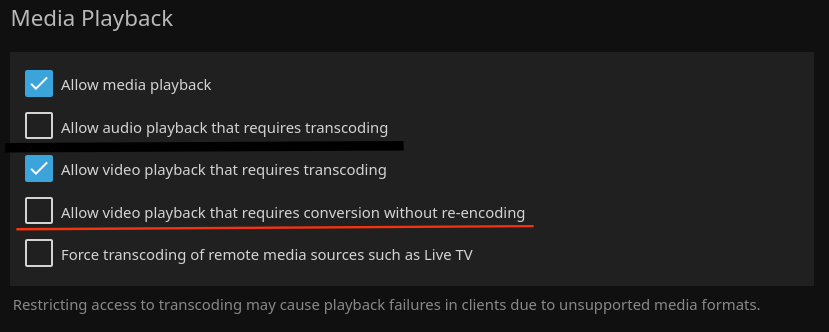 Media Playback
Allow media playback
Allow audio playback that requires transcoding
Allow video playback that requires transcoding
Allow video playback that requires conversion without re-encoding
Force transcoding of remote media sources such as Live TV
Restricting access to transcoding may cause playback failures in clients due to unsupported media formats.